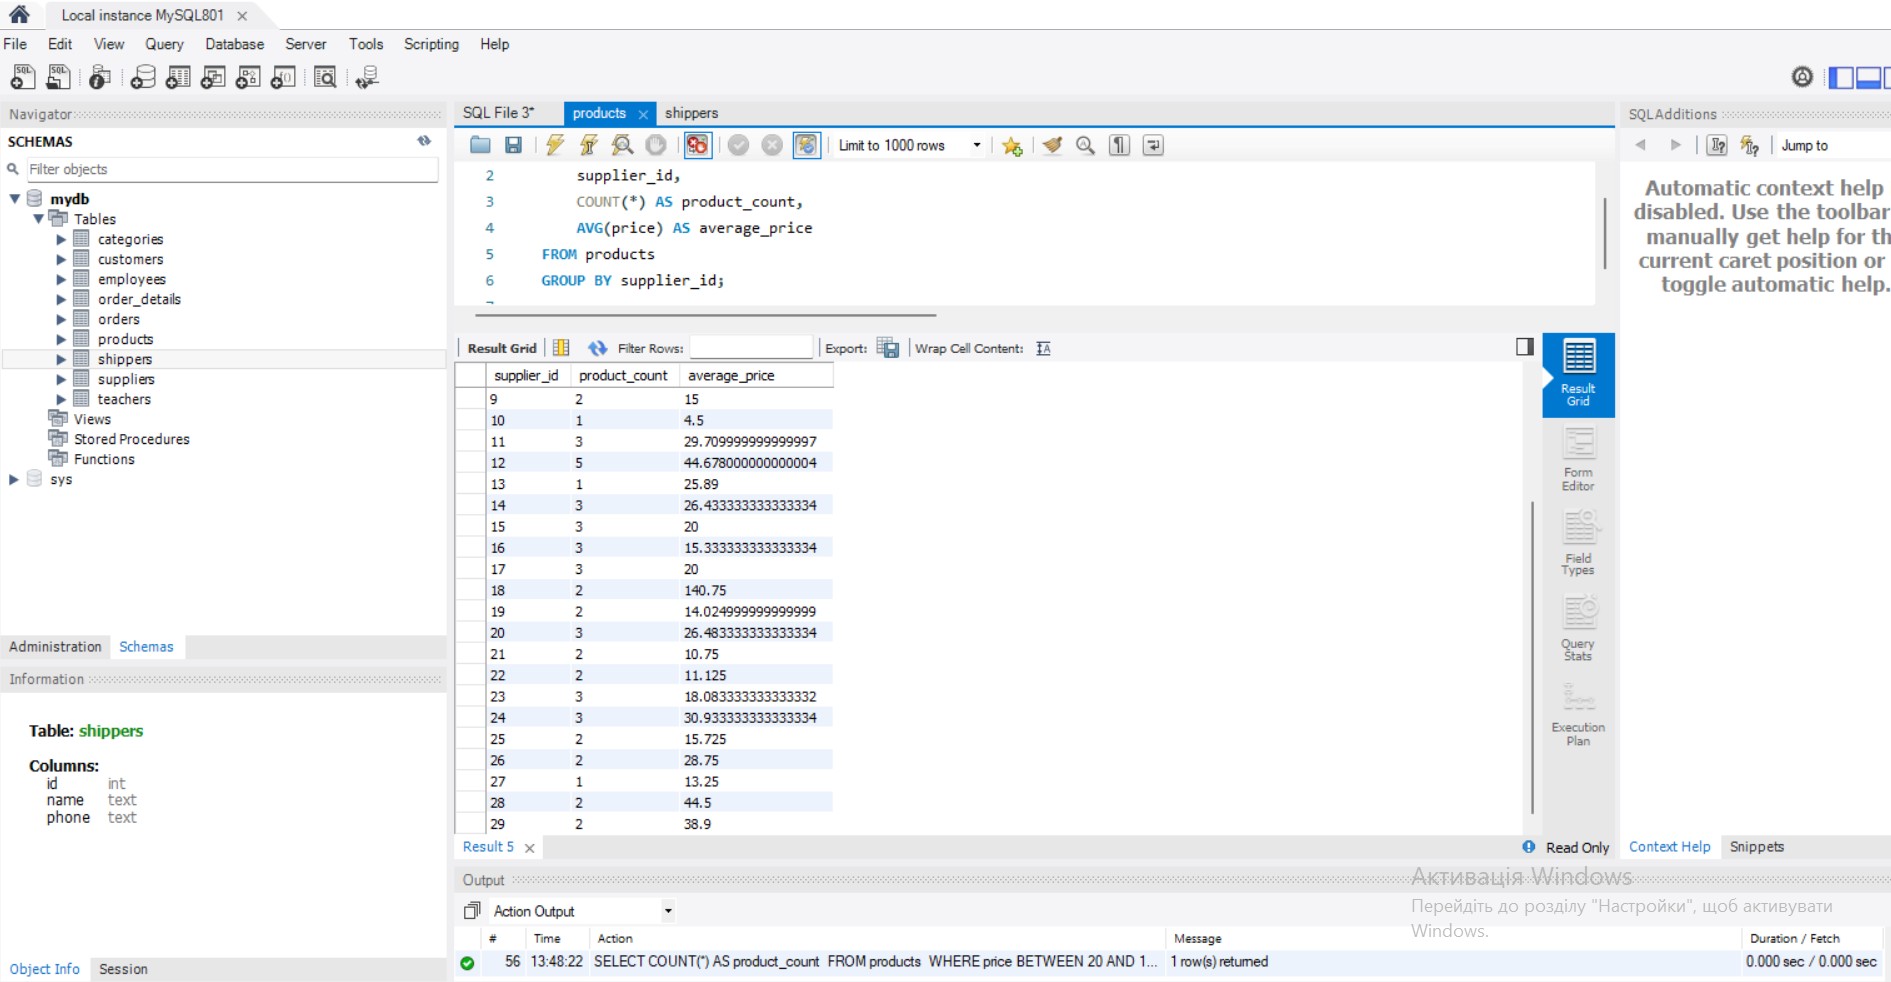 Local instance MySQL801
File Edit View Query Database Server Tools Scripting Help
Navigator
SCHEMAS
Filter objects
mydb
Tables
categories
customers
employees
order_details
orders
products
shippers
suppliers
teachers
Views
Stored Procedures
Functions
sys
Administration Schemas
Information
Table: shippers
Columns:
id int
name text
phone text
Object Info Session
SQL File 3* products shippers
Limit to 1000 rows
2 supplier_id,
3 COUNT(*) AS product_count,
4 AVG(price) AS average_price
5 FROM products
6 GROUP BY supplier_id;
Result Grid Filter Rows: Export: Wrap Cell Content:
supplier_id product_count average_price
9 2 15
10 1 4.5
11 3 29.709999999999997
12 5 44.678000000000004
13 1 25.89
14 3 26.433333333333334
15 3 20
16 3 15.333333333333334
17 3 20
18 2 140.75
19 2 14.024999999999999
20 3 26.483333333333334
21 2 10.75
22 2 11.125
23 3 18.083333333333332
24 3 30.933333333333334
25 2 15.725
26 2 28.75
27 1 13.25
28 2 44.5
29 2 38.9
Result 5
Read Only
Result
Grid
Form
Editor
Field
Types
Query
Stats
Execution
Plan
Output
Action Output
# Time Action Message Duration / Fetch
56 13:48:22 SELECT COUNT(*) AS product_count FROM products WHERE price BETWEEN 20 AND 1... 1 row(s) returned 0.000 sec / 0.000 sec
SQLAdditions
Jump to
Automatic context help
disabled. Use the toolbar
manually get help for th
current caret position or
toggle automatic help.
Context Help Snippets
Активація Windows
Перейдіть до розділу "Настройки", щоб активувати
Windows.